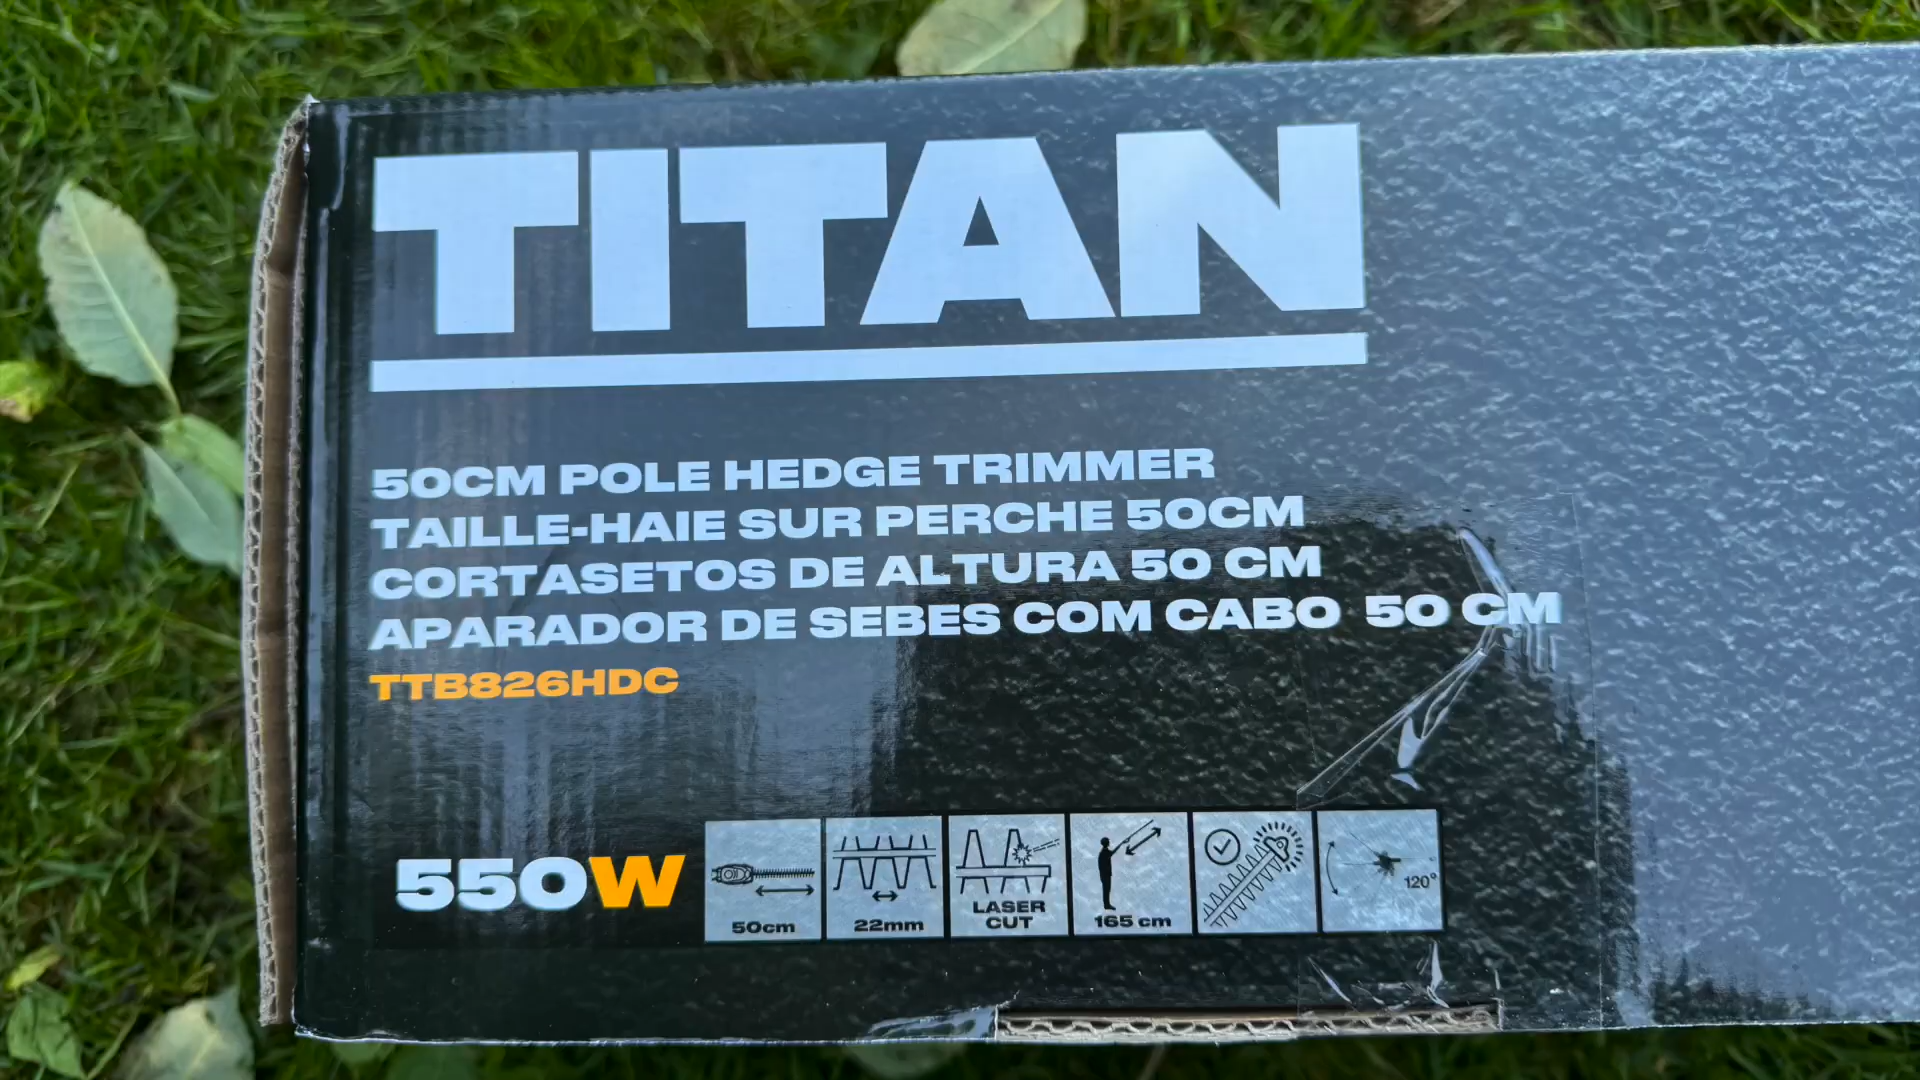 TITAN
50CM POLE HEDGE TRIMMER
TAILLE-HAIE SUR PERCHE 50CM
CORTASETOS DE ALTURA 50 CM
APARADOR DE SEBES COM CABO 50 CM
TTB826HDC
550W
50cm
22mm
LASER
CUT
165 cm
120°